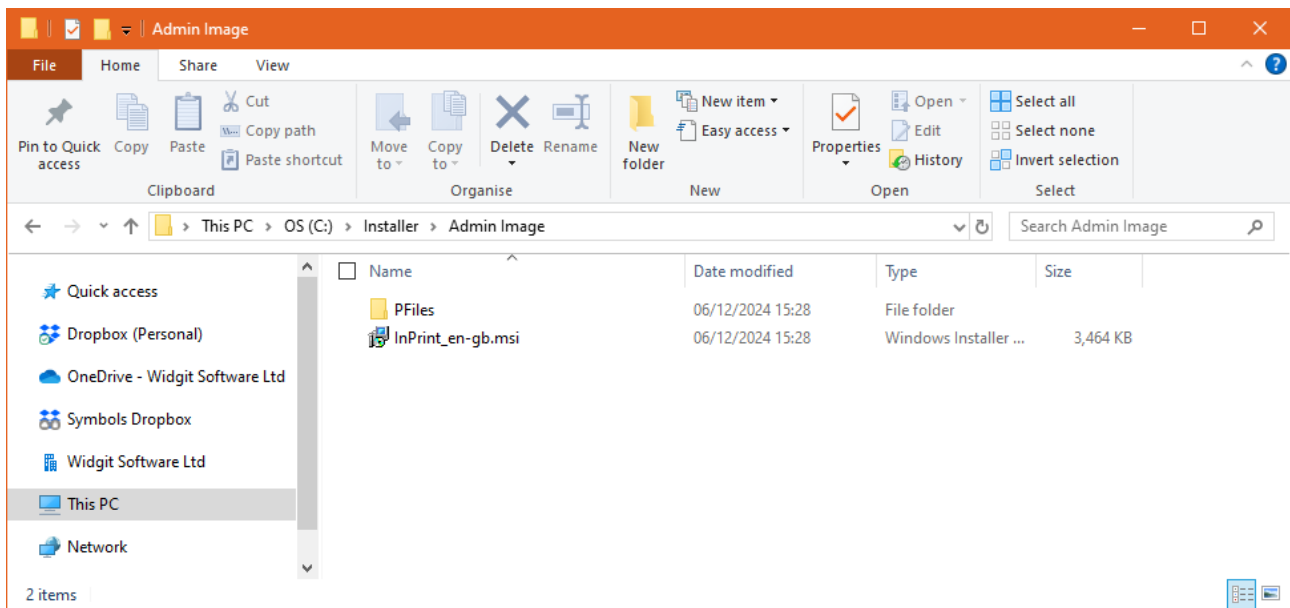 Admin Image
File Home Share View
Pin to Quick access
Copy
Paste
Cut
Copy path
Paste shortcut
Clipboard
Move to
Copy to
Delete
Rename
Organise
New folder
New item
Easy access
New
Properties
Open
Edit
History
Open
Select all
Select none
Invert selection
Select
This PC > OS (C:) > Installer > Admin Image
Search Admin Image
Quick access
Dropbox (Personal)
OneDrive - Widgit Software Ltd
Symbols Dropbox
Widgit Software Ltd
This PC
Network
Name Date modified Type Size
PFiles 06/12/2024 15:28 File folder
InPrint_en-gb.msi 06/12/2024 15:28 Windows Installer ... 3,464 KB
2 items